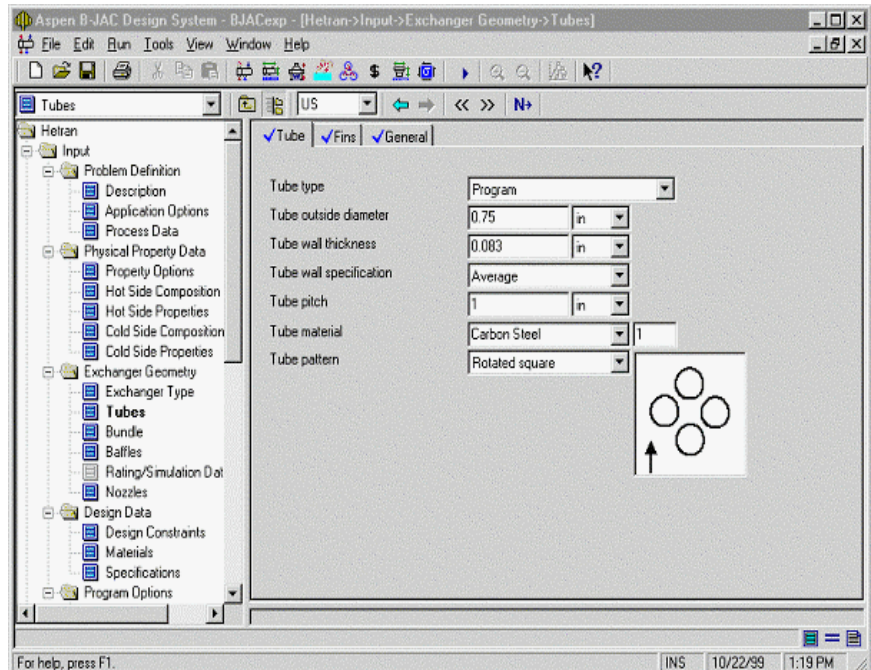 Aspen B-JAC Design System - BJACexp - [Hetran->Input->Exchanger Geometry->Tubes]
File Edit Run Tools View Window Help
Tubes
US
N
Hetran
Input
Problem Definition
Description
Application Options
Process Data
Physical Property Data
Property Options
Hot Side Composition
Hot Side Properties
Cold Side Composition
Cold Side Properties
Exchanger Geometry
Exchanger Type
Tubes
Bundle
Baffles
Rating/Simulation Dat
Nozzles
Design Data
Design Constraints
Materials
Specifications
Program Options
Tube Fins General
Tube type Program
Tube outside diameter 0.75 in
Tube wall thickness 0.083 in
Tube wall specification Average
Tube pitch 1 in
Tube material Carbon Steel 1
Tube pattern Rotated square
For help, press F1. INS 10/22/99 1:19 PM